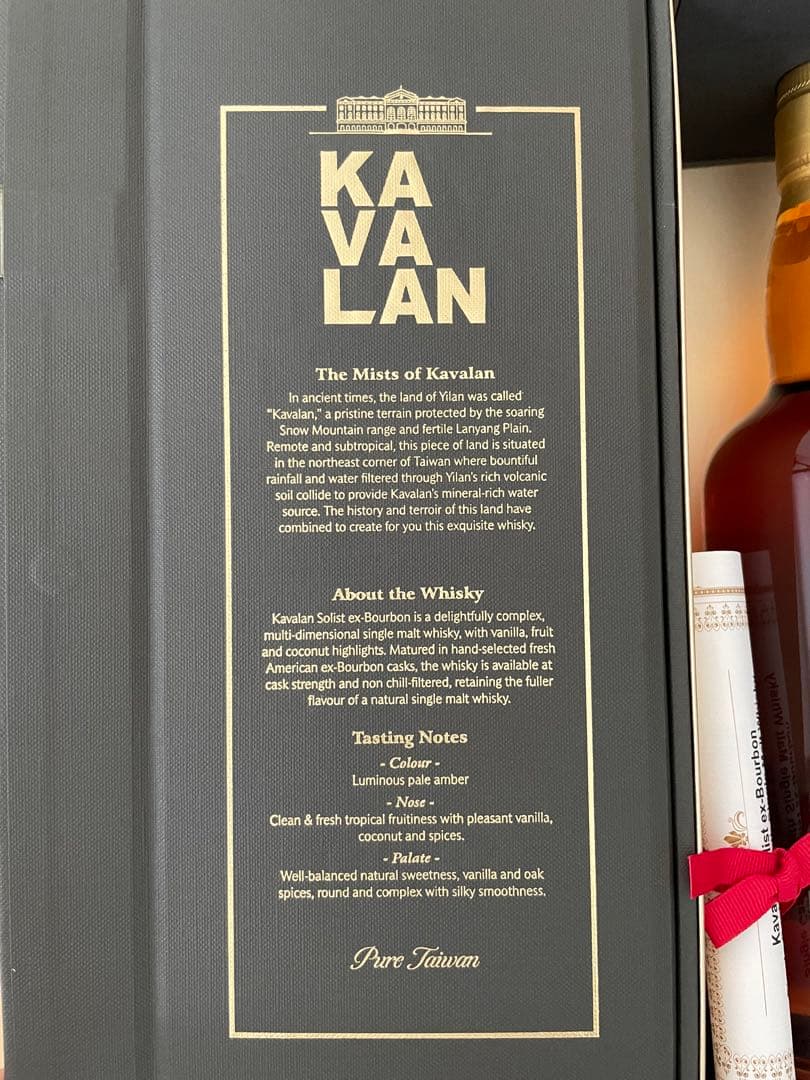 KA
VA
LAN
The Mists of Kavalan
In ancient times, the land of Yilan was called
"Kavalan," a pristine terrain protected by the soaring
Snow Mountain range and fertile Lanyang Plain.
Remote and subtropical, this piece of land is situated
in the northeast corner of Taiwan where bountiful
rainfall and water filtered through Yilan's rich volcanic
soil collide to provide Kavalan's mineral-rich water
source. The history and terroir of this land have
combined to create for you this exquisite whisky.
About the Whisky
Kavalan Solist ex-Bourbon is a delightfully complex,
multi-dimensional single malt whisky, with vanilla, fruit
and coconut highlights. Matured in hand-selected fresh
American ex-Bourbon casks, the whisky is available at
cask strength and non chill-filtered, retaining the fuller
flavour of a natural single malt whisky.
Tasting Notes
- Colour -
Luminous pale amber
- Nose -
Clean & fresh tropical fruitiness with pleasant vanilla,
coconut and spices.
- Palate -
Well-balanced natural sweetness, vanilla and oak
spices, round and complex with silky smoothness.
Pure Taiwan
ex-Bourbon